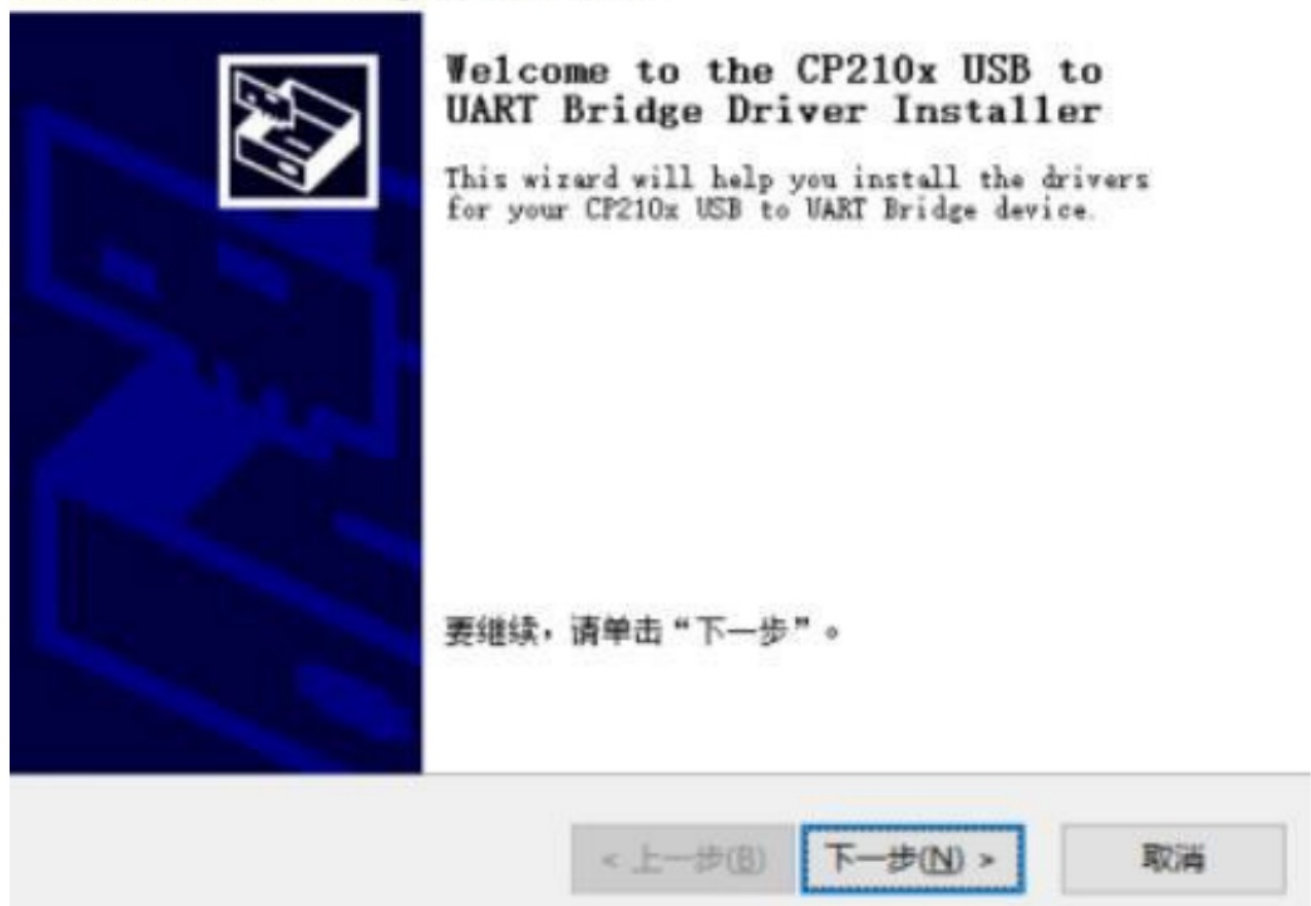 Welcome to the CP210x USB to
UART Bridge Driver Installer
This wizard will help you install the drivers
for your CP210x USB to UART Bridge device.
要继续，请单击“下一步”。
< 上一步(B)
下一步(N) >
取消